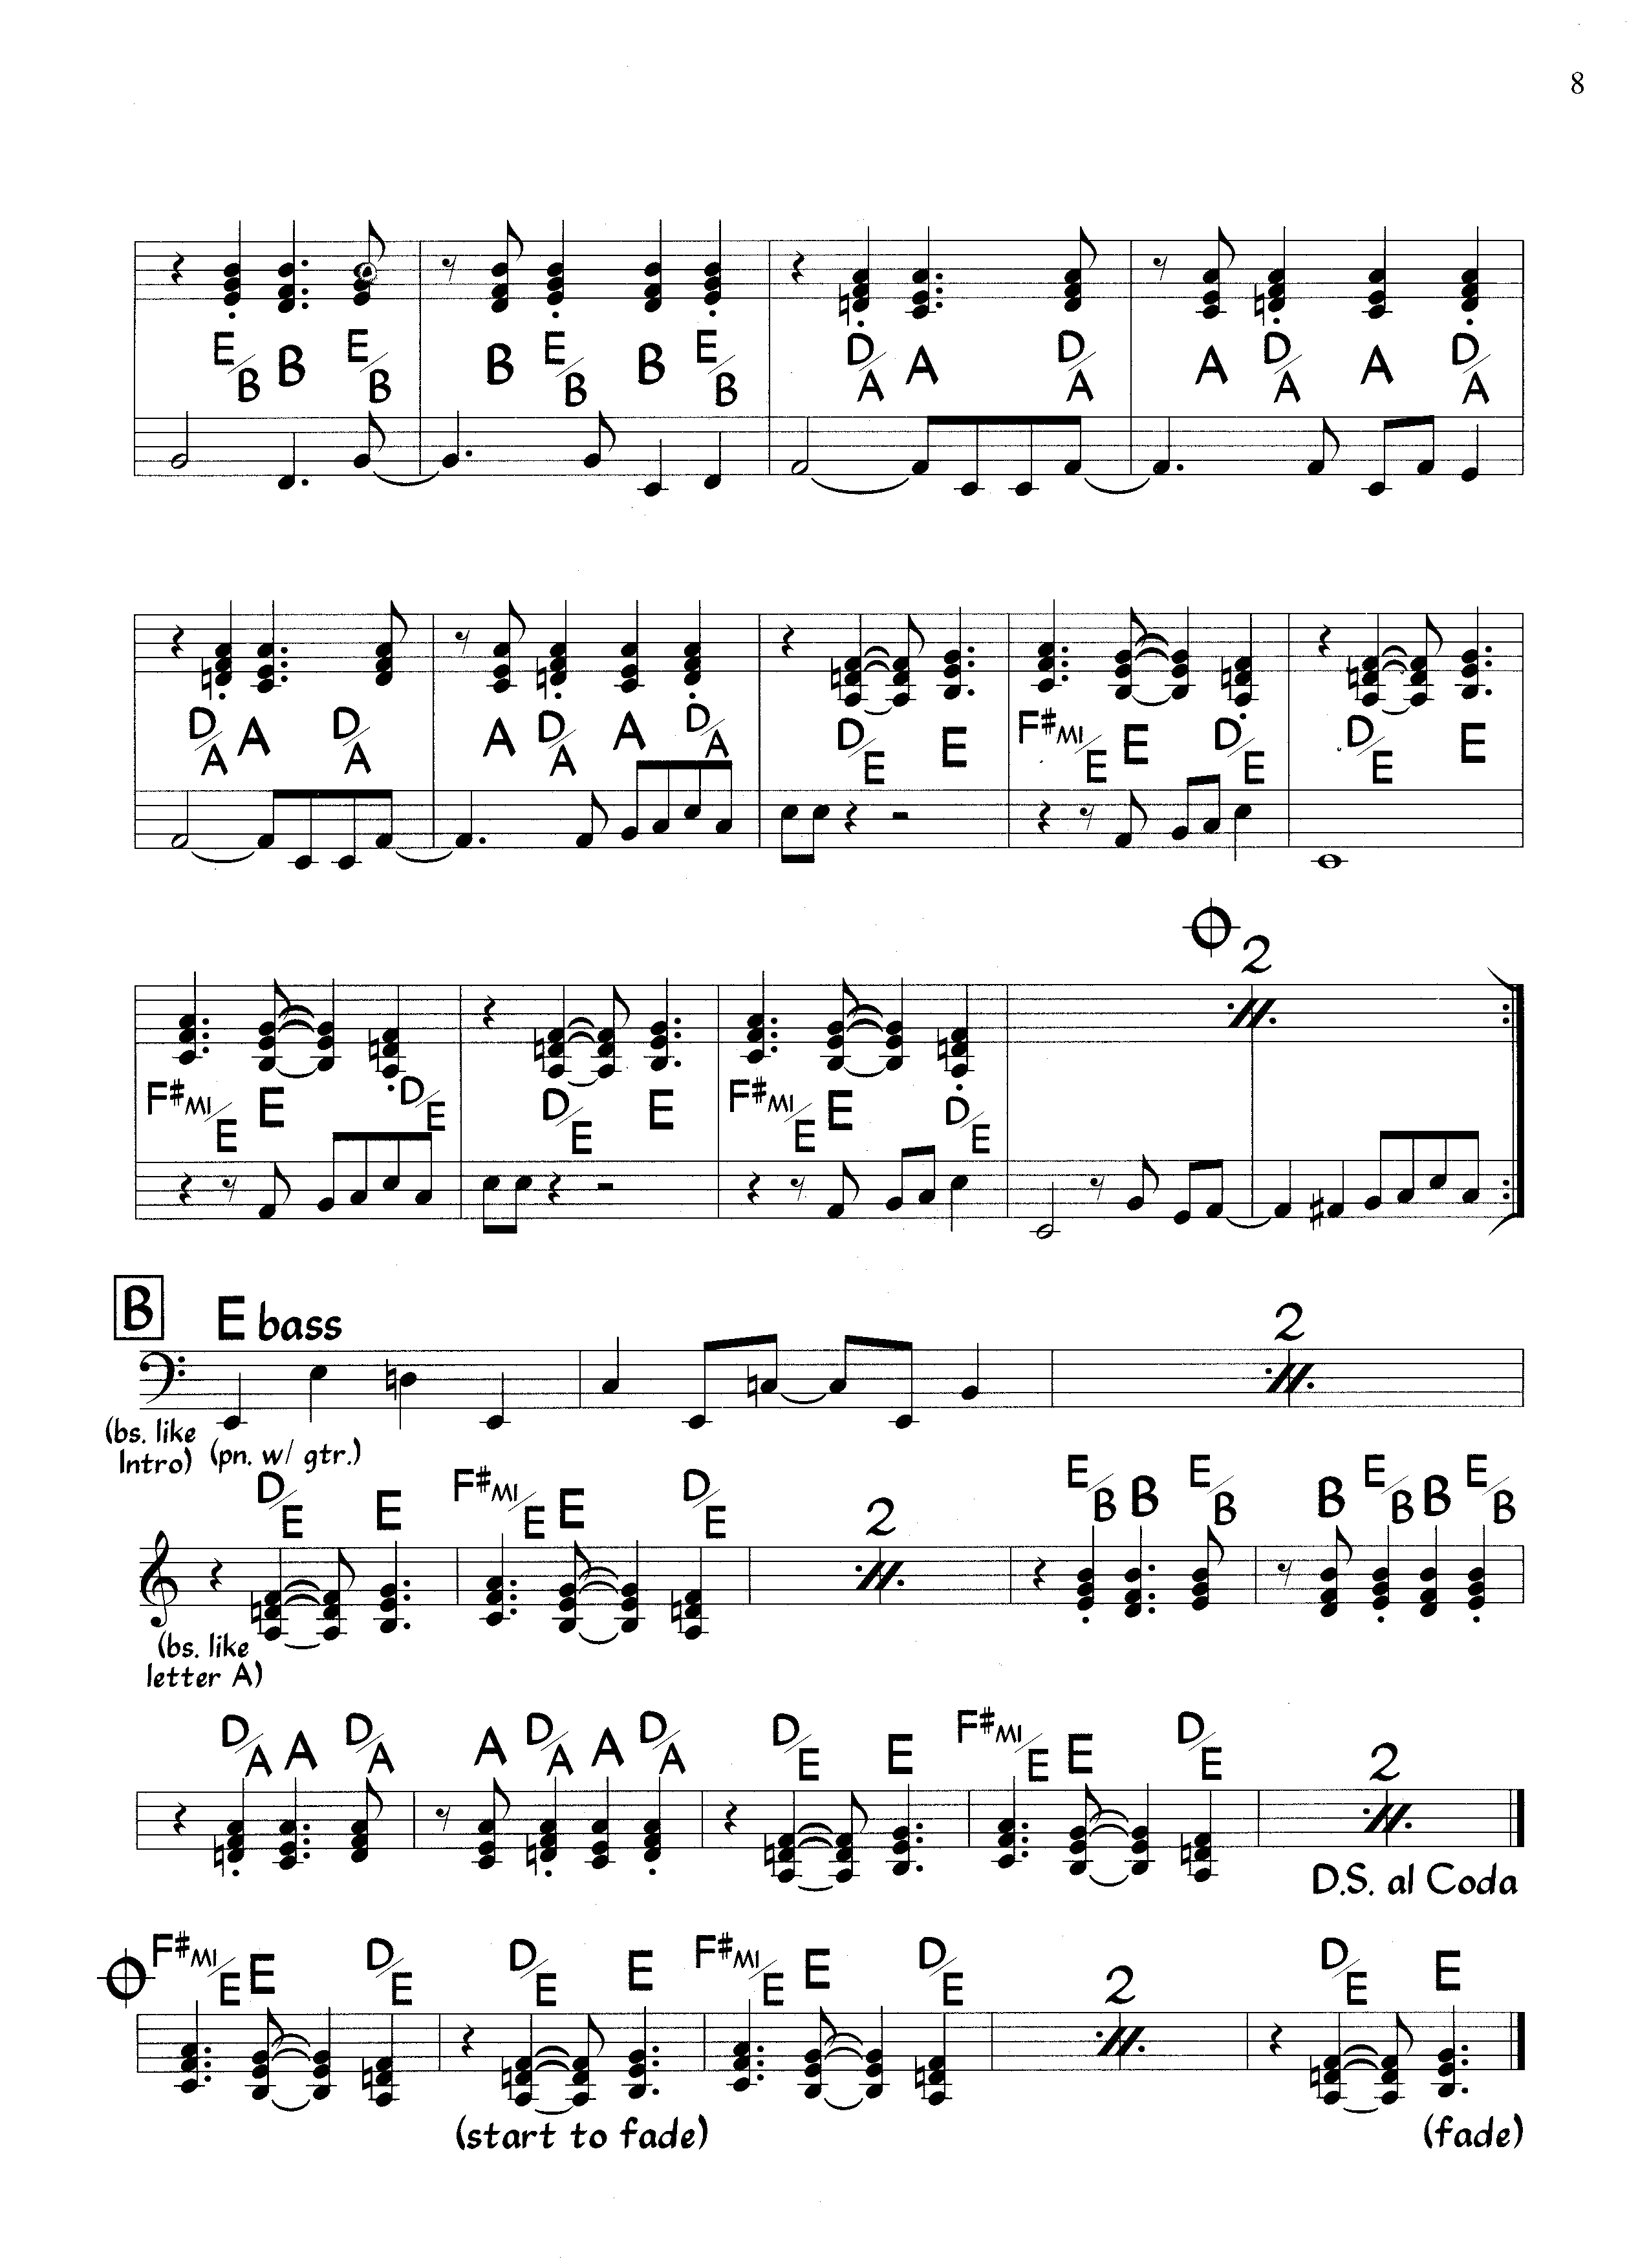 8
E/B B E/B B E/B B E/B D/A A D/A A D/A A D/A
D/A A D/A A D/A A D/A D/E E F#MI/E E D/E D/E E
2
F#MI/E E D/E D/E E F#MI/E E D/E
B E bass 2
(bs. like
Intro) (pn. w/ gtr.)
D/E E F#MI/E E D/E 2 E/B B E/B B E/B B E/B
(bs. like
letter A)
D/A A D/A A D/A A D/A D/E E F#MI/E E D/E 2
D.S. al Coda
F#MI/E E D/E D/E E F#MI/E E D/E 2 D/E E
(start to fade) (fade)